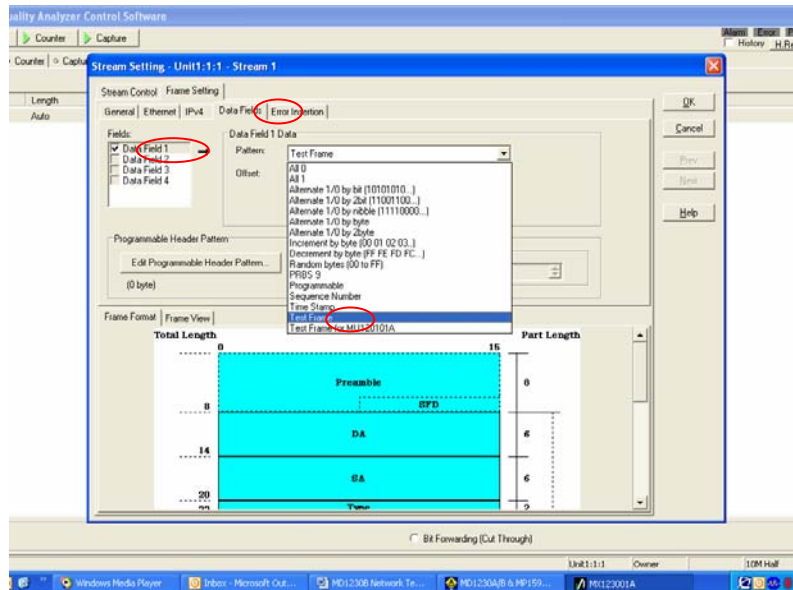 uality Analyzer Control Software
Counter Capture
Alarm Error
History H.Re
Counter Captu
Stream Setting - Unit1:1:1 - Stream 1
Stream Control Frame Setting
Length
Auto
General Ethernet IPv4 Data Fields Error Insertion
OK
Cancel
Prev
Next
Help
Fields:
Data Field 1
Data Field 2
Data Field 3
Data Field 4
Data Field 1 Data
Pattern: Test Frame
Offset:
All 0
All 1
Alternate 1/0 by bit (10101010...)
Alternate 1/0 by 2bit (11001100...)
Alternate 1/0 by nibble (11110000...)
Alternate 1/0 by byte
Alternate 1/0 by 2byte
Increment by byte (00 01 02 03..)
Decrement by byte (FF FE FD FC...)
Random bytes (00 to FF)
PRBS 9
Programmable
Sequence Number
Time Stamp
Test Frame
Test Frame for MU120101A
Programmable Header Pattern
Edit Programmable Header Pattern...
(0 byte)
Frame Format Frame View
Total Length Part Length
0 15
Preamble 8
8 SFD
DA 6
14
SA 6
20
22 Type 2
Bit Forwarding (Cut Through)
Unit1:1:1 Owner 10M Half
Windows Media Player Inbox - Microsoft Out... MD1230B Network Te... MD1230A/B & MP159... MX123001A